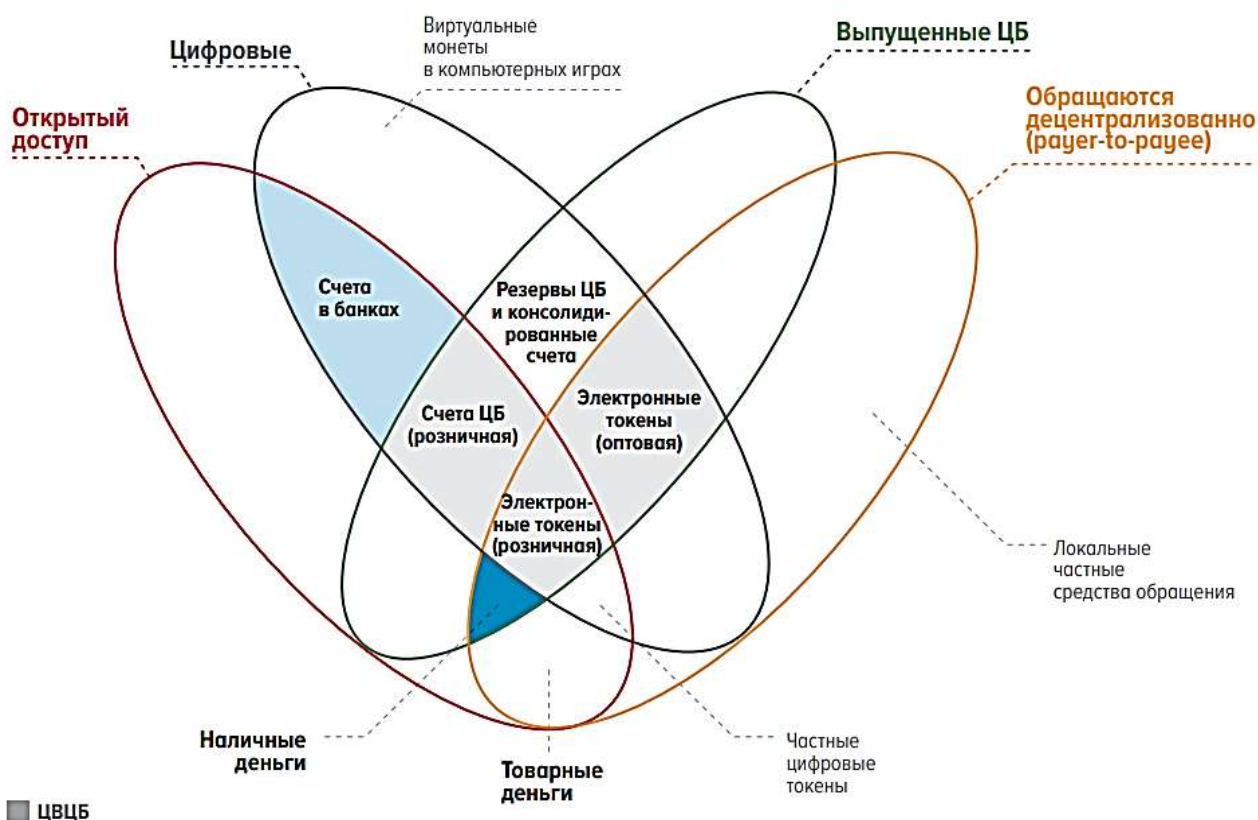 Виртуальные
монеты
в компьютерных играх
Цифровые
Выпущенные ЦБ
Открытый
доступ
Обращаются
децентрализованно
(payer-to-payee)
Счета
в банках
Резервы ЦБ
и консолиди-
рованные
счета
Счета ЦБ
(розничная)
Электронные
токены
(оптовая)
Электрон-
ные токены
(розничная)
Локальные
частные
средства обращения
Наличные
деньги
Товарные
деньги
Частные
цифровые
токены
ЦВЦБ